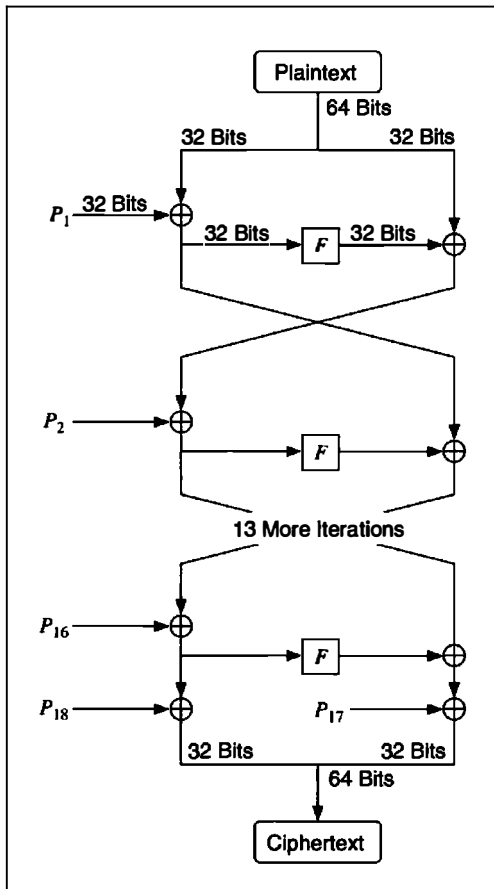 Plaintext
64 Bits
32 Bits 32 Bits
P₁ 32 Bits
32 Bits F 32 Bits
P₂
F
13 More Iterations
P₁₆
F
P₁₈ P₁₇
32 Bits 32 Bits
64 Bits
Ciphertext